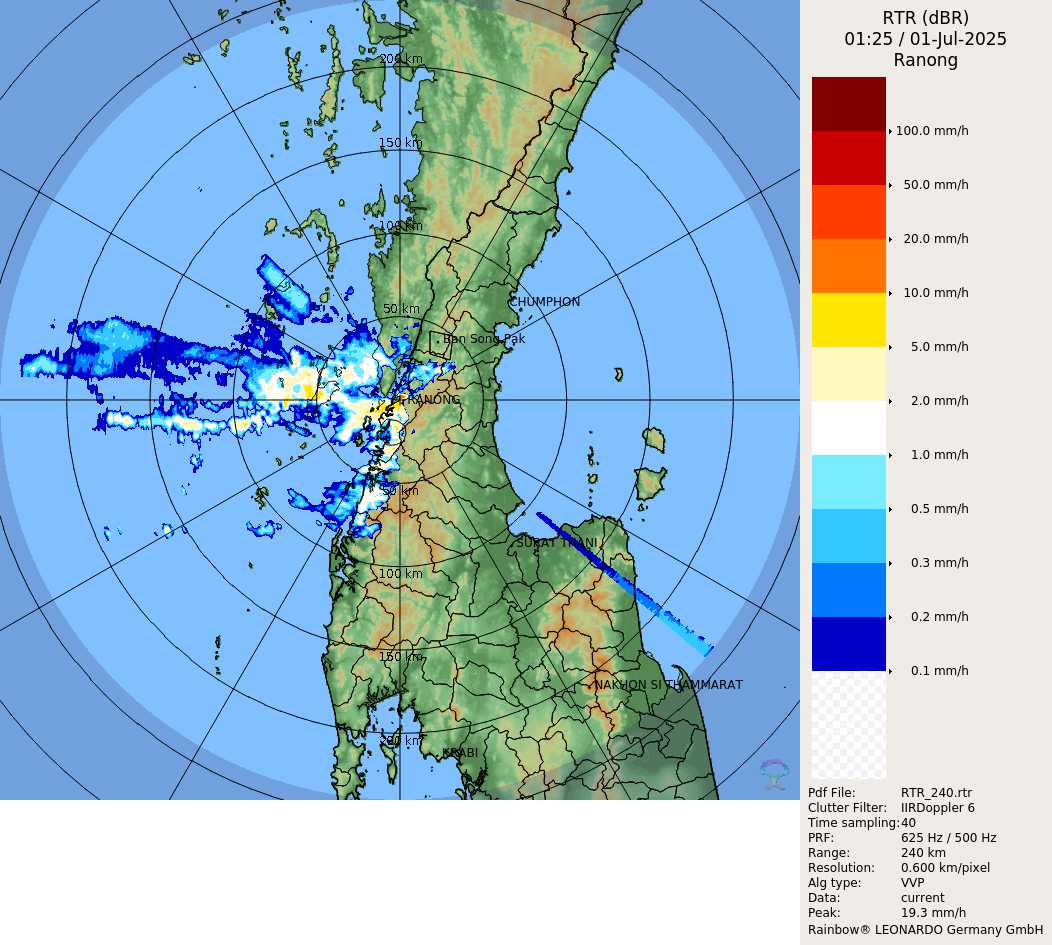 RTR (dBR)
01:25 / 01-Jul-2025
Ranong
200 km
150 km
100 km
50 km
CHUMPHON
Ban Song Pak
RANONG
50 km
SURAT THANI
100 km
150 km
NAKHON SI THAMMARAT
200 km
KRABI
100.0 mm/h
50.0 mm/h
20.0 mm/h
10.0 mm/h
5.0 mm/h
2.0 mm/h
1.0 mm/h
0.5 mm/h
0.3 mm/h
0.2 mm/h
0.1 mm/h
Pdf File: RTR_240.rtr
Clutter Filter: IIRDoppler 6
Time sampling:40
PRF: 625 Hz / 500 Hz
Range: 240 km
Resolution: 0.600 km/pixel
Alg type: VVP
Data: current
Peak: 19.3 mm/h
Rainbow® LEONARDO Germany GmbH